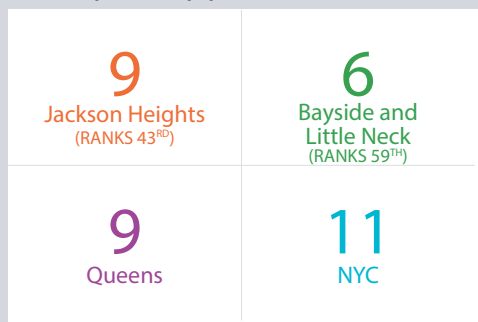 9
Jackson Heights
(RANKS 43RD)
6
Bayside and
Little Neck
(RANKS 59TH)
9
Queens
11
NYC